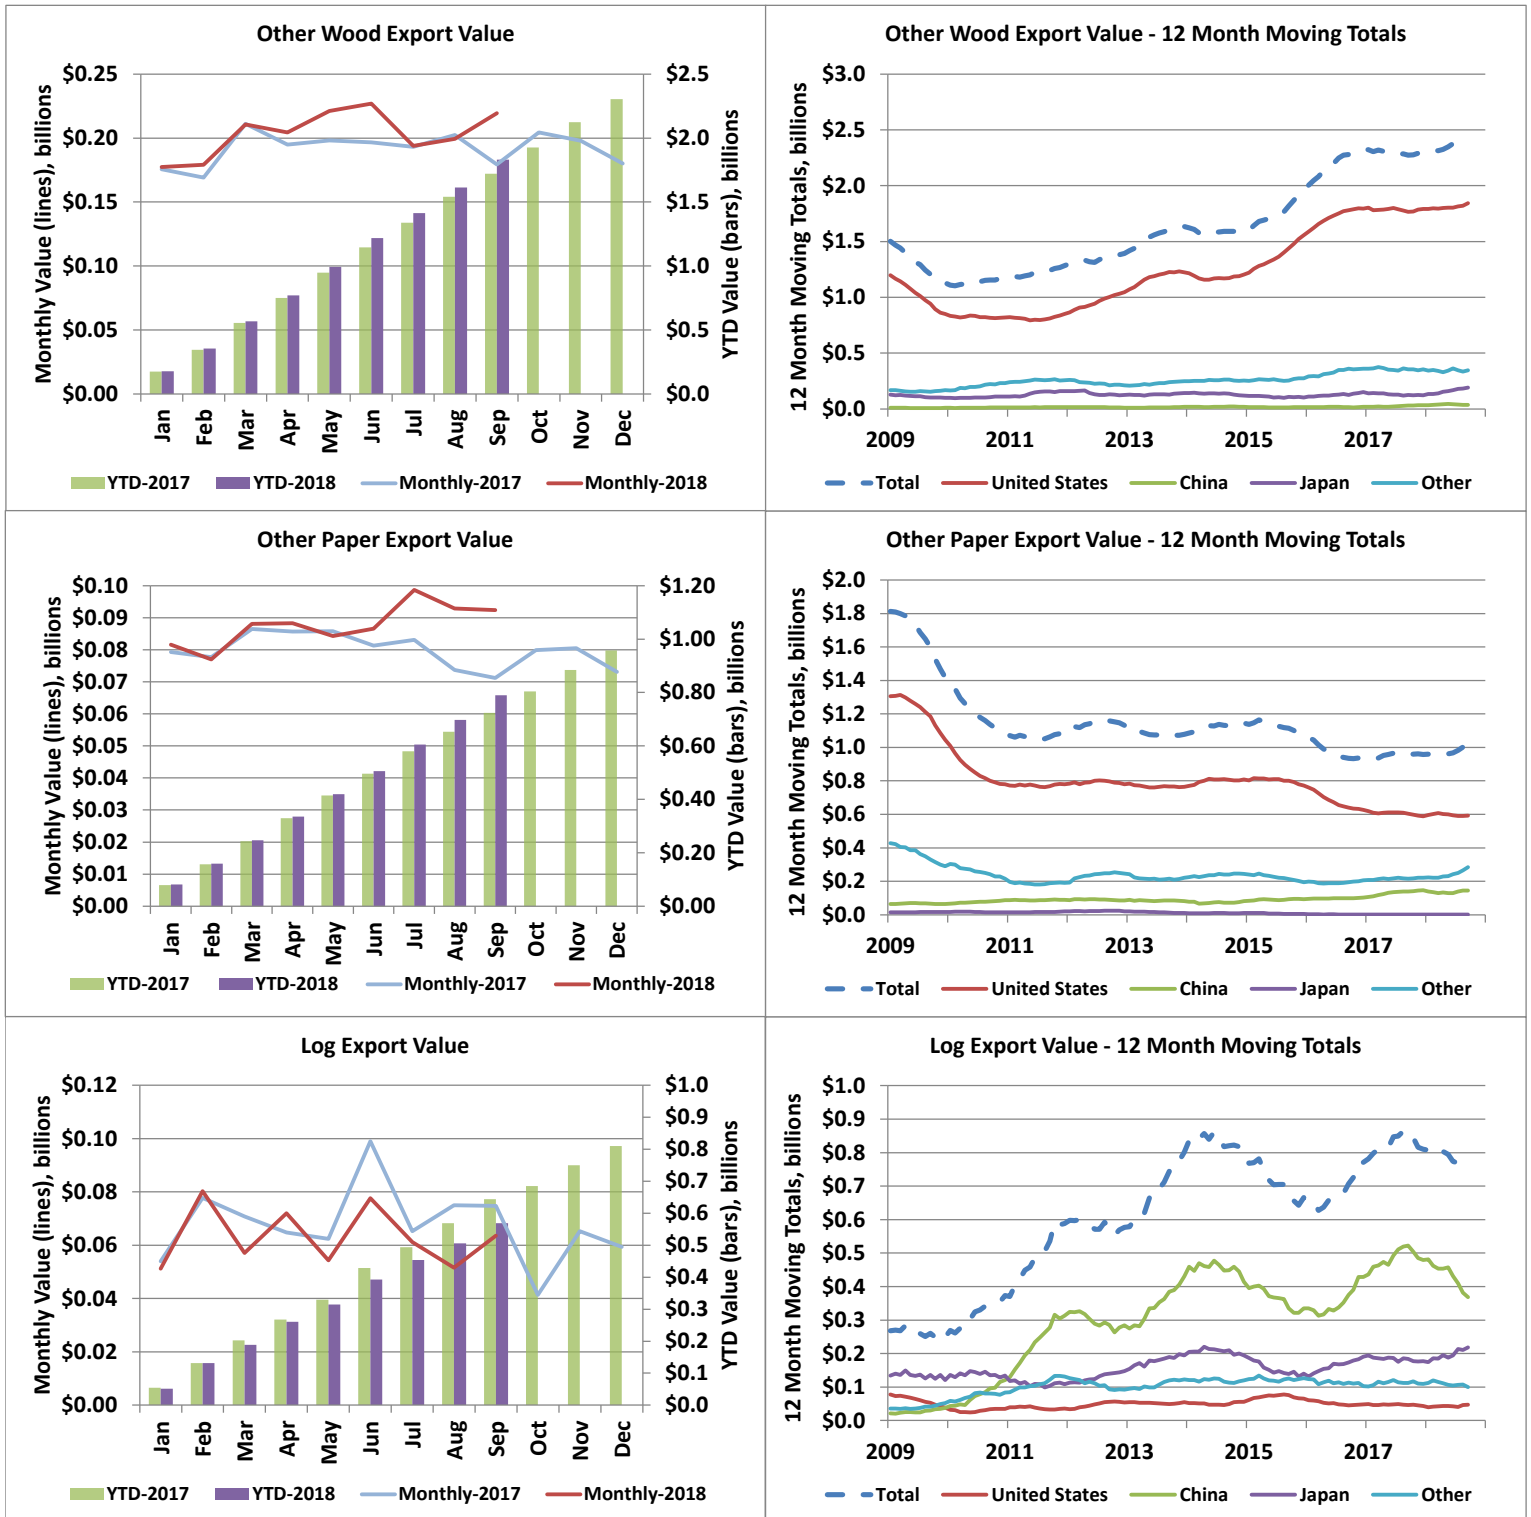 Other Wood Export Value
Monthly Value (lines), billions
$0.25
$0.20
$0.15
$0.10
$0.05
$0.00
$2.5
$2.0
$1.5
$1.0
$0.5
$0.0
YTD Value (bars), billions
Jan Feb Mar Apr May Jun Jul Aug Sep Oct Nov Dec
YTD-2017 YTD-2018 Monthly-2017 Monthly-2018
Other Wood Export Value - 12 Month Moving Totals
12 Month Moving Totals, billions
$3.0
$2.5
$2.0
$1.5
$1.0
$0.5
$0.0
2009 2011 2013 2015 2017
Total United States China Japan Other
Other Paper Export Value
Monthly Value (lines), billions
$0.10
$0.09
$0.08
$0.07
$0.06
$0.05
$0.04
$0.03
$0.02
$0.01
$0.00
$1.20
$1.00
$0.80
$0.60
$0.40
$0.20
$0.00
YTD Value (bars), billions
Jan Feb Mar Apr May Jun Jul Aug Sep Oct Nov Dec
YTD-2017 YTD-2018 Monthly-2017 Monthly-2018
Other Paper Export Value - 12 Month Moving Totals
12 Month Moving Totals, billions
$2.0
$1.8
$1.6
$1.4
$1.2
$1.0
$0.8
$0.6
$0.4
$0.2
$0.0
2009 2011 2013 2015 2017
Total United States China Japan Other
Log Export Value
Monthly Value (lines), billions
$0.12
$0.10
$0.08
$0.06
$0.04
$0.02
$0.00
$1.0
$0.9
$0.8
$0.7
$0.6
$0.5
$0.4
$0.3
$0.2
$0.1
$0.0
YTD Value (bars), billions
Jan Feb Mar Apr May Jun Jul Aug Sep Oct Nov Dec
YTD-2017 YTD-2018 Monthly-2017 Monthly-2018
Log Export Value - 12 Month Moving Totals
12 Month Moving Totals, billions
$1.0
$0.9
$0.8
$0.7
$0.6
$0.5
$0.4
$0.3
$0.2
$0.1
$0.0
2009 2011 2013 2015 2017
Total United States China Japan Other